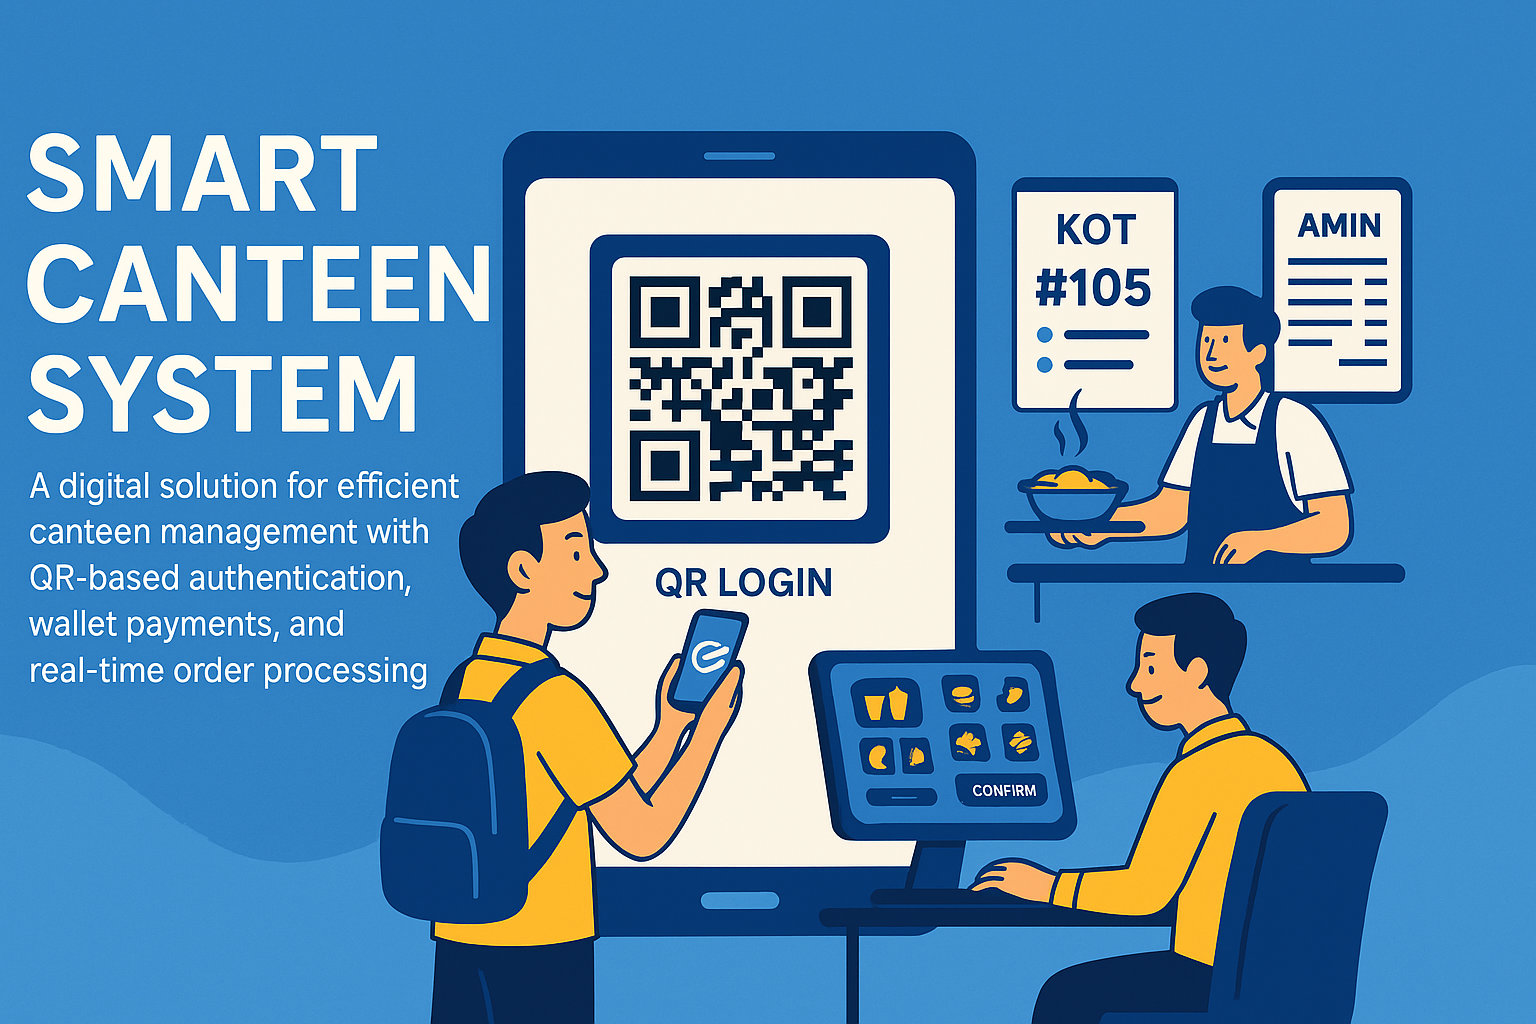 SMART
CANTEEN
SYSTEM
A digital solution for efficient
canteen management with
QR-based authentication,
wallet payments, and
real-time order processing
QR LOGIN
KOT
#105
AMIN
CONFIRM